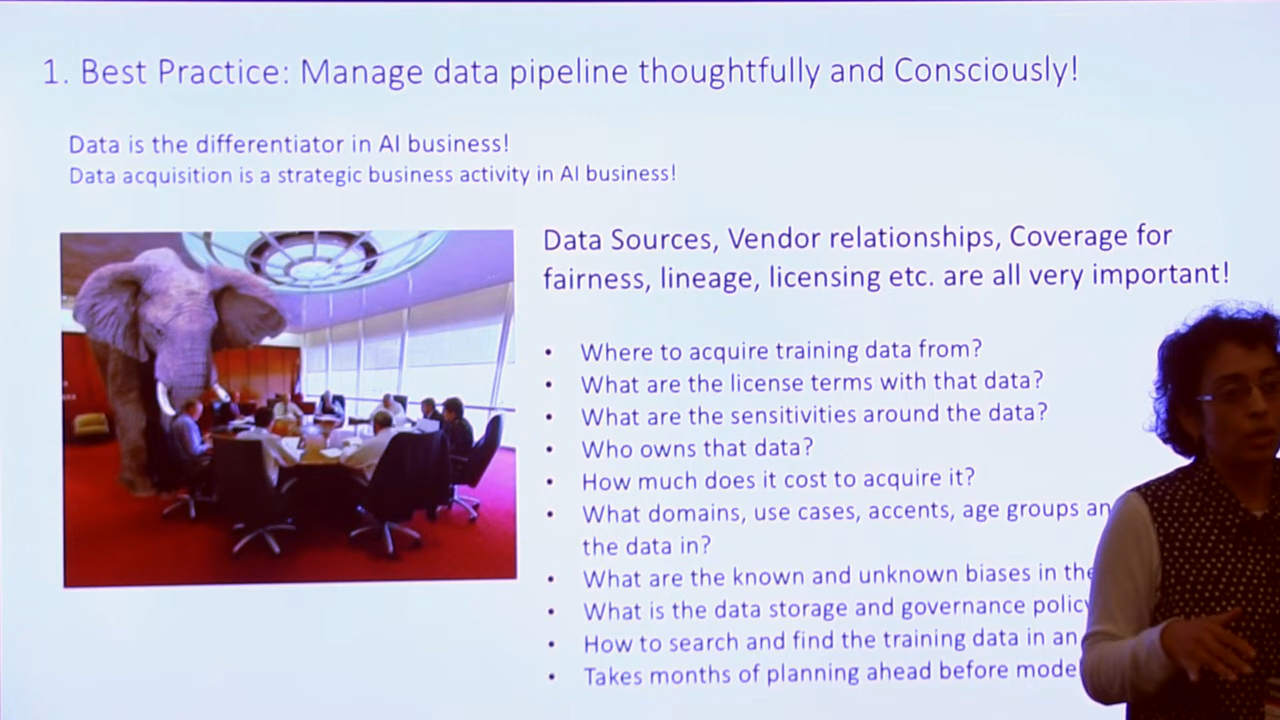 1. Best Practice: Manage data pipeline thoughtfully and Consciously!
Data is the differentiator in AI business!
Data acquisition is a strategic business activity in AI business!
Data Sources, Vendor relationships, Coverage for
fairness, lineage, licensing etc. are all very important!
• Where to acquire training data from?
• What are the license terms with that data?
• What are the sensitivities around the data?
• Who owns that data?
• How much does it cost to acquire it?
• What domains, use cases, accents, age groups
the data in?
• What are the known and unknown biases in the
• What is the data storage and governance policy
• How to search and find the training data in an
• Takes months of planning ahead before